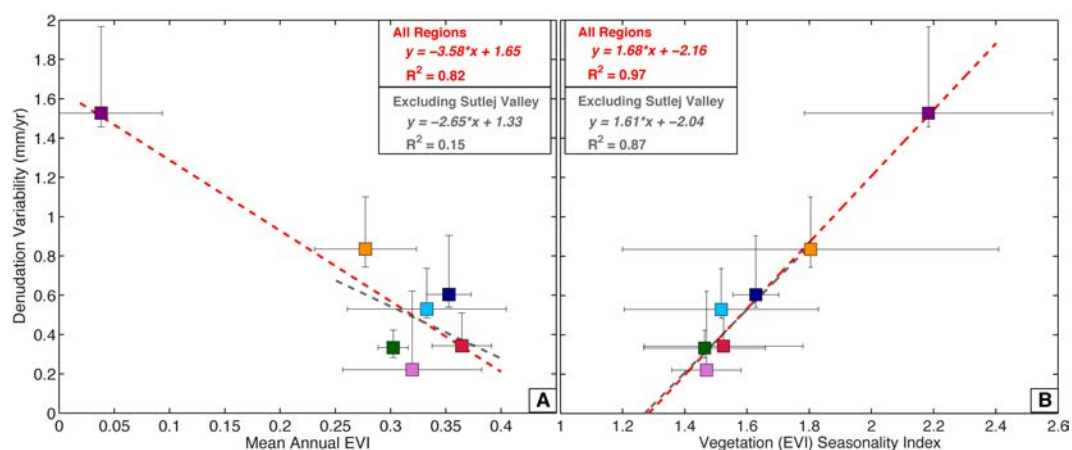 2
1.8
1.6
1.4
1.2
1
0.8
0.6
0.4
0.2
0
Denudation Variability (mm/yr)
All Regions
y = −3.58*x + 1.65
R² = 0.82
Excluding Sutlej Valley
y = −2.65*x + 1.33
R² = 0.15
A
0 0.05 0.1 0.15 0.2 0.25 0.3 0.35 0.4
Mean Annual EVI
All Regions
y = 1.68*x + −2.16
R² = 0.97
Excluding Sutlej Valley
y = 1.61*x + −2.04
R² = 0.87
B
1 1.2 1.4 1.6 1.8 2 2.2 2.4 2.6
Vegetation (EVI) Seasonality Index